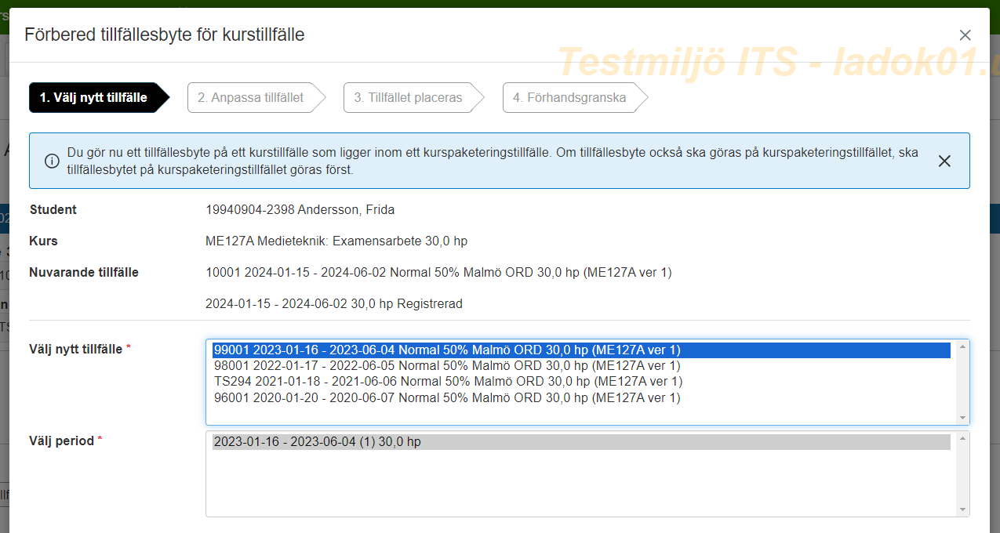 Förbered tillfällesbyte för kurstillfälle
Testmiljö ITS - ladok01.
1. Välj nytt tillfälle
2. Anpassa tillfället
3. Tillfället placeras
4. Förhandsgranska
Du gör nu ett tillfällesbyte på ett kurstillfälle som ligger inom ett kurspaketeringstillfälle. Om tillfällesbyte också ska göras på kurspaketeringstillfället, ska
tillfällesbytet på kurspaketeringstillfället göras först.
Student 19940904-2398 Andersson, Frida
Kurs ME127A Medieteknik: Examensarbete 30,0 hp
Nuvarande tillfälle 10001 2024-01-15 - 2024-06-02 Normal 50% Malmö ORD 30,0 hp (ME127A ver 1)
2024-01-15 - 2024-06-02 30,0 hp Registrerad
Välj nytt tillfälle * 99001 2023-01-16 - 2023-06-04 Normal 50% Malmö ORD 30,0 hp (ME127A ver 1)
98001 2022-01-17 - 2022-06-05 Normal 50% Malmö ORD 30,0 hp (ME127A ver 1)
TS294 2021-01-18 - 2021-06-06 Normal 50% Malmö ORD 30,0 hp (ME127A ver 1)
96001 2020-01-20 - 2020-06-07 Normal 50% Malmö ORD 30,0 hp (ME127A ver 1)
Välj period * 2023-01-16 - 2023-06-04 (1) 30,0 hp